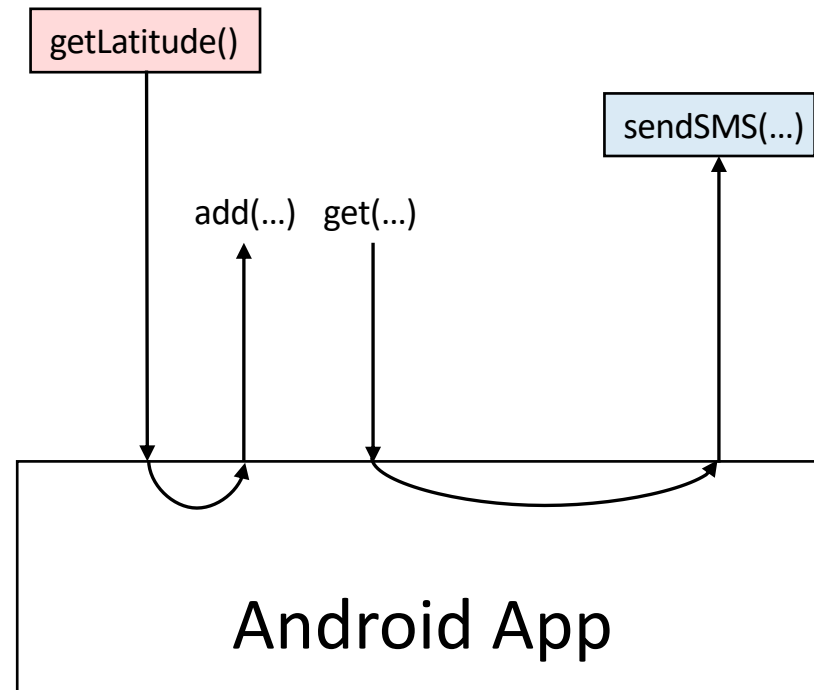 getLatitude()
sendSMS(...)
add(...) get(...)
Android App